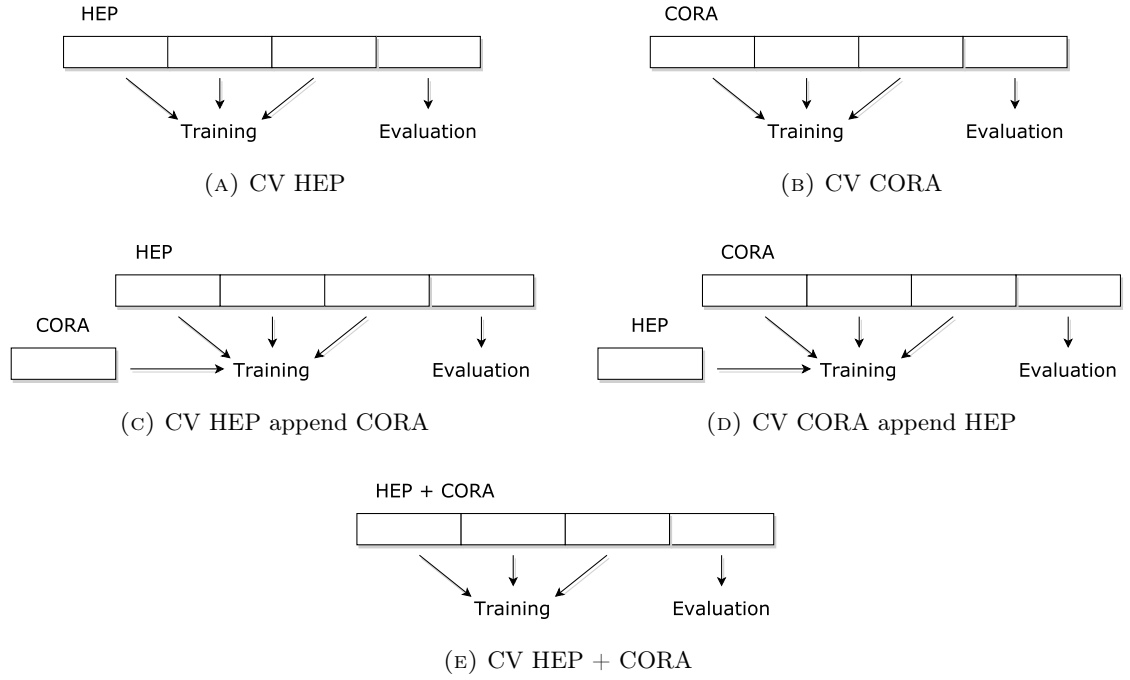 HEP
Training Evaluation
(A) CV HEP
CORA
Training Evaluation
(B) CV CORA
HEP
CORA
Training Evaluation
(C) CV HEP append CORA
CORA
HEP
Training Evaluation
(D) CV CORA append HEP
HEP + CORA
Training Evaluation
(E) CV HEP + CORA